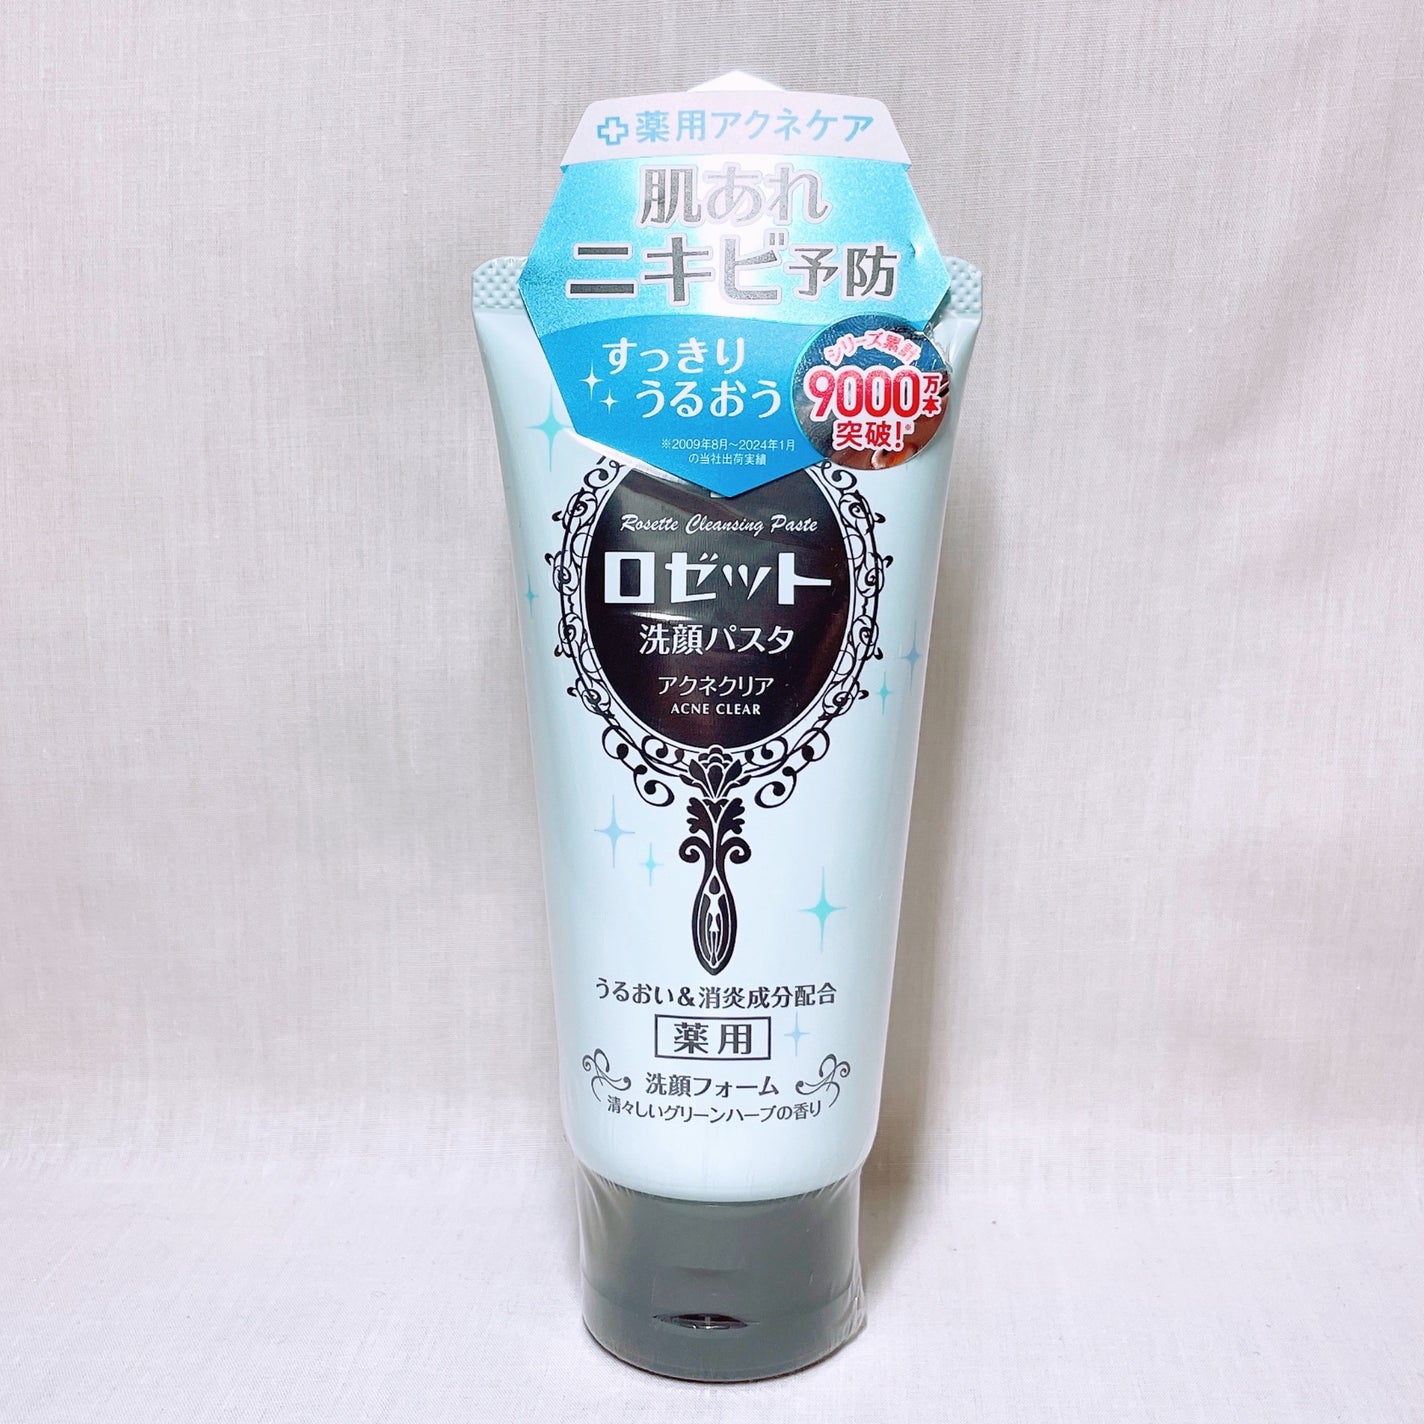 薬用アクネケア
肌あれ
ニキビ予防
すっきり
うるおう
シリーズ累計
9000万本
突破!※
※2009年8月～2024年1月
の当社出荷実績
Rosette Cleansing Paste
ロゼット
洗顔パスタ
アクネクリア
ACNE CLEAR
うるおい&消炎成分配合
薬用
洗顔フォーム
清々しいグリーンハーブの香り